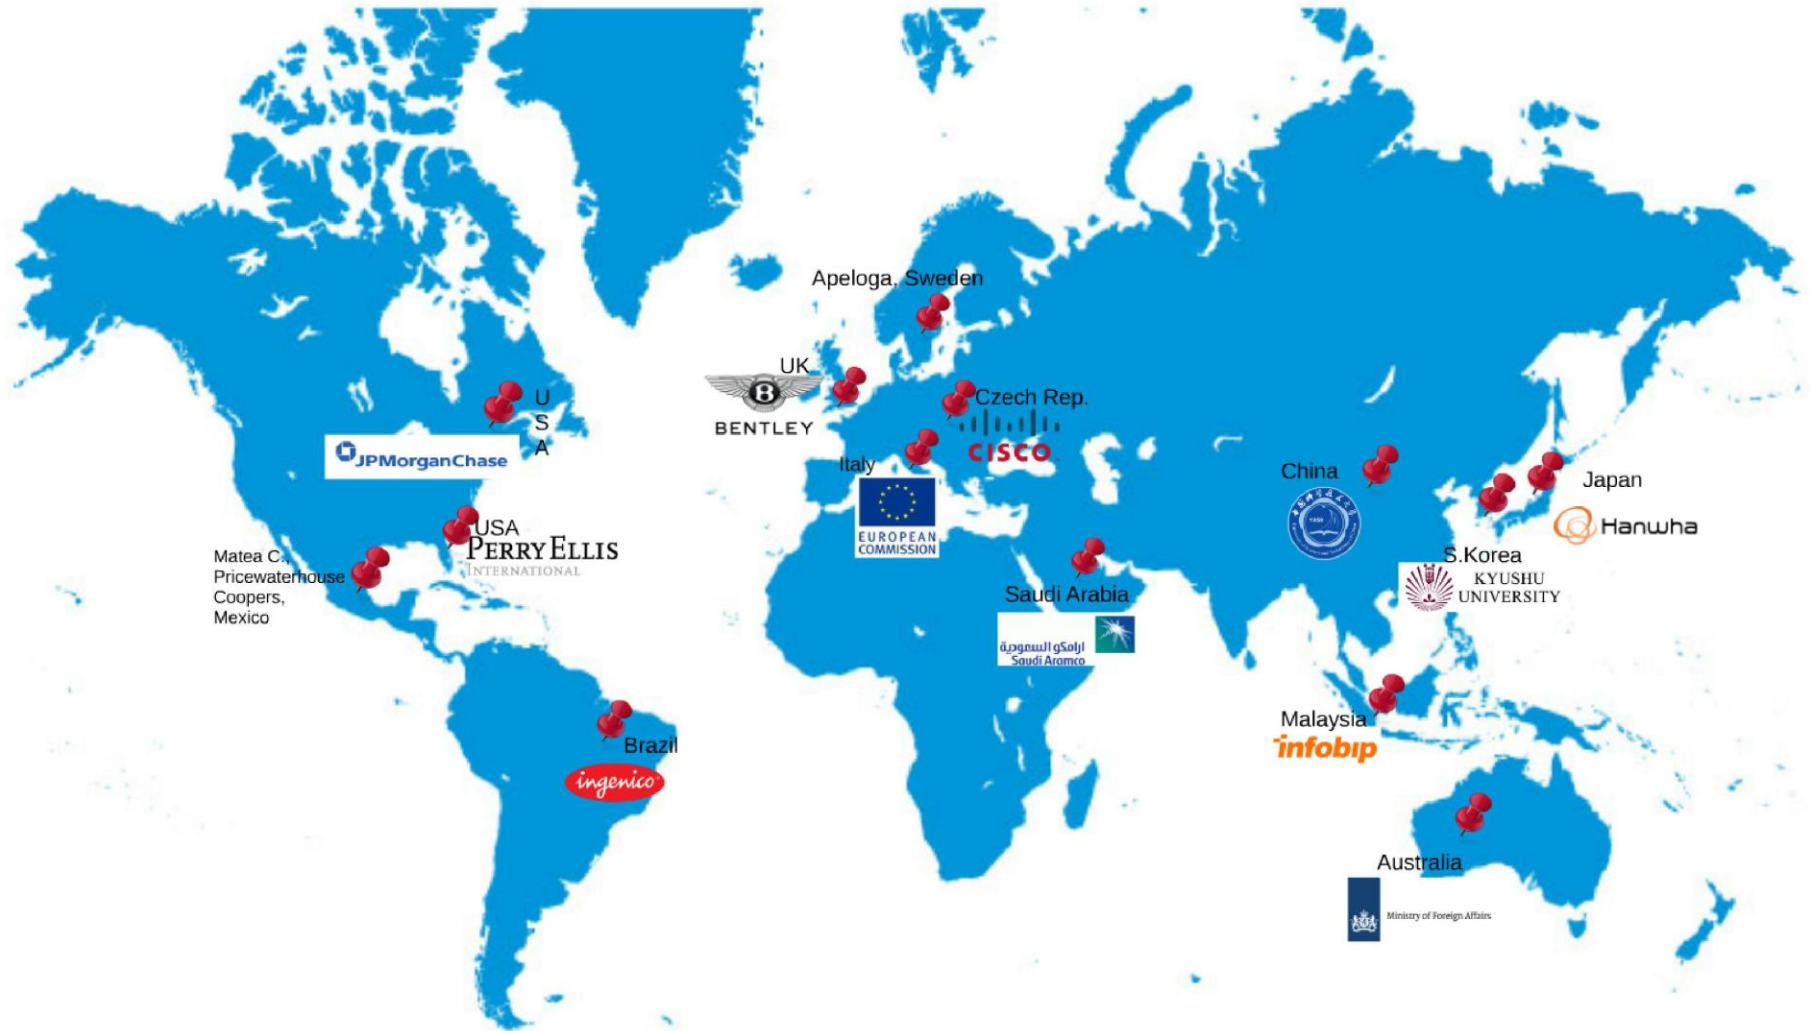 Apeloga, Sweden
UK
B
BENTLEY
Czech Rep.
CISCO
U
S
A
JPMorganChase
Italy
EUROPEAN
COMMISSION
China
Japan
Hanwha
USA
PERRY ELLIS
INTERNATIONAL
Matea C.,
Pricewaterhouse
Coopers,
Mexico
S.Korea
KYUSHU
UNIVERSITY
Saudi Arabia
أرامكو السعودية
Saudi Aramco
Malaysia
infobip
Brazil
ingenico
Australia
Ministry of Foreign Affairs